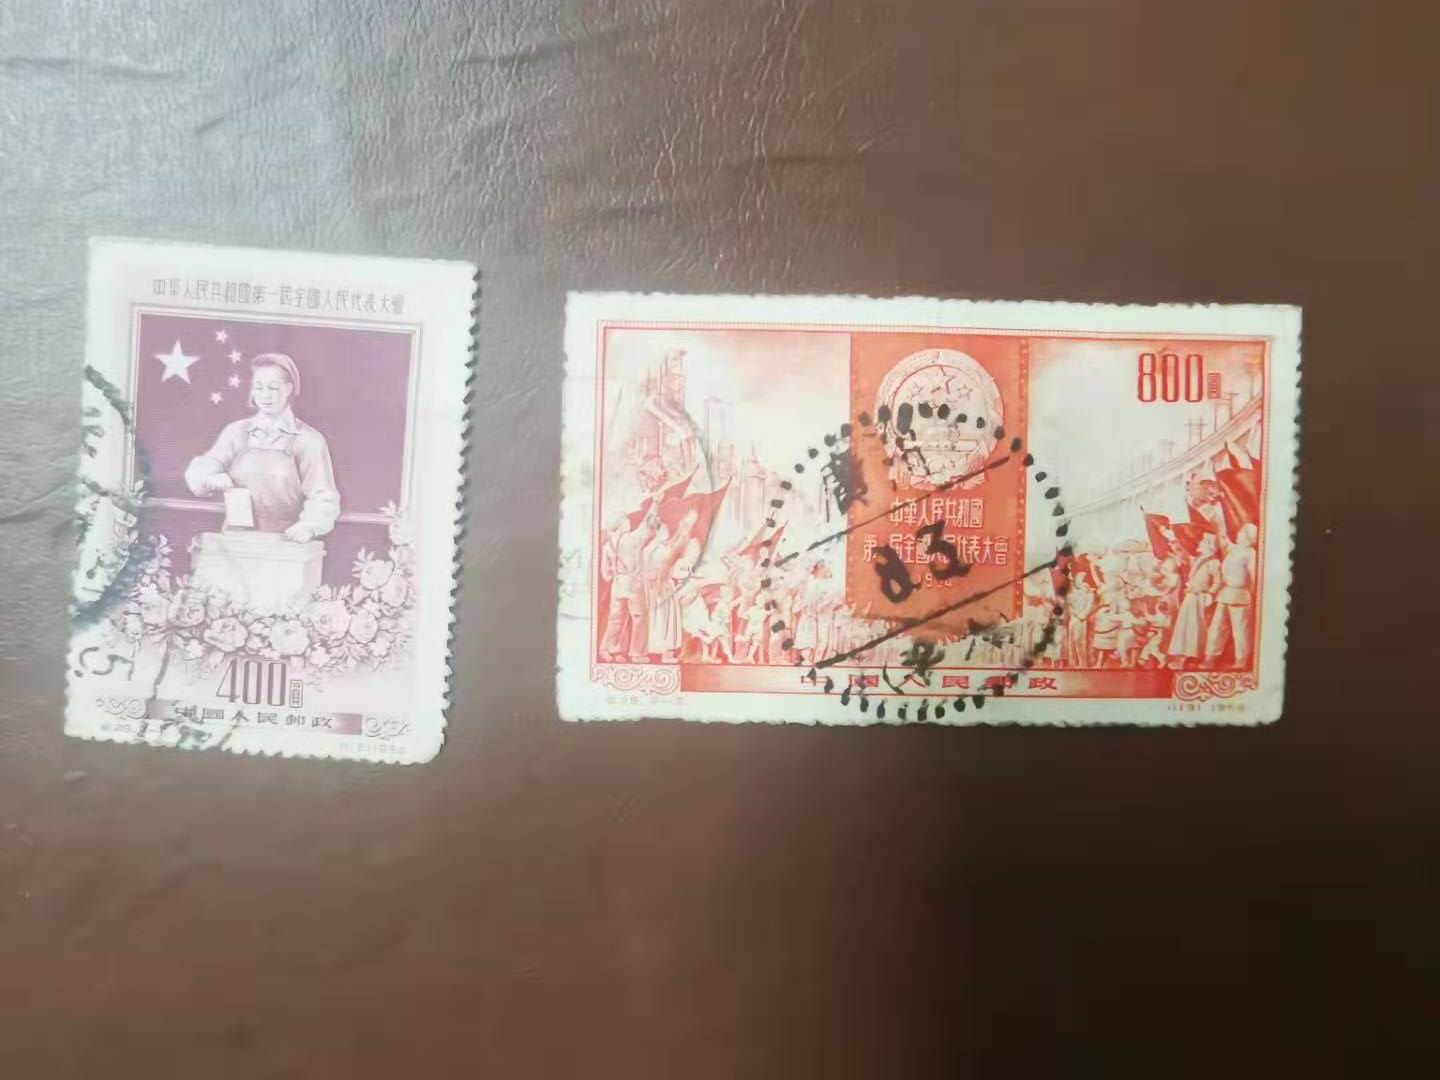 中華人民共和國第一屆全國人民代表大會
400圓
中國人民郵政
5
800圓
中華人民共和國
第一屆全國人民代表大會
中國人民郵政